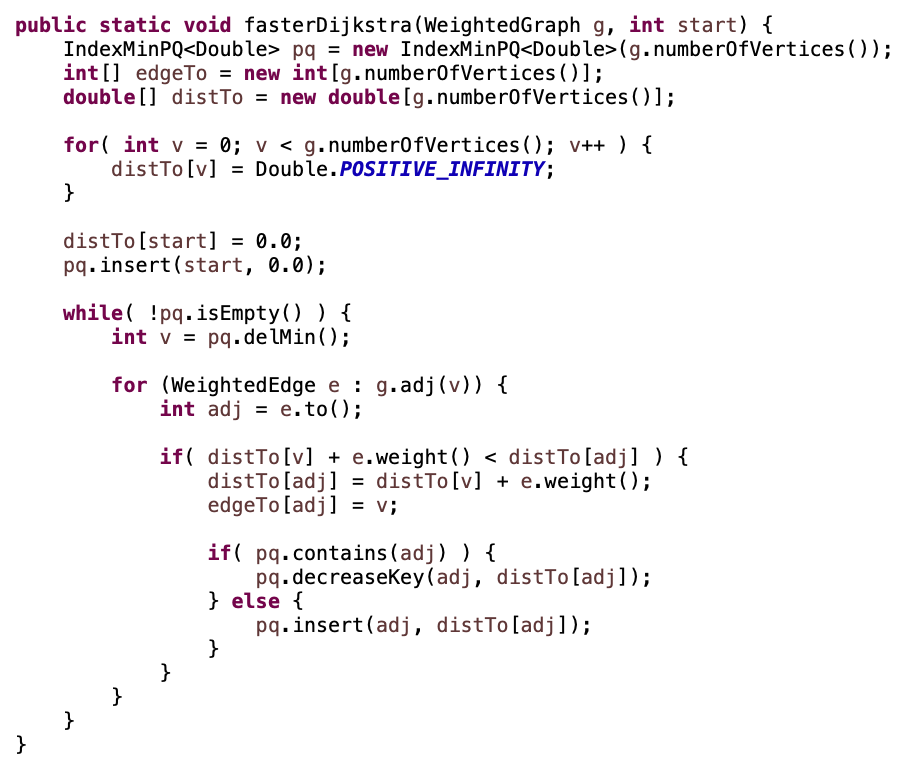 public static void fasterDijkstra(WeightedGraph g, int start) {
    IndexMinPQ<Double> pq = new IndexMinPQ<Double>(g.numberOfVertices());
    int[] edgeTo = new int[g.numberOfVertices()];
    double[] distTo = new double[g.numberOfVertices()];

    for( int v = 0; v < g.numberOfVertices(); v++ ) {
        distTo[v] = Double.POSITIVE_INFINITY;
    }

    distTo[start] = 0.0;
    pq.insert(start, 0.0);

    while( !pq.isEmpty() ) {
        int v = pq.delMin();

        for (WeightedEdge e : g.adj(v)) {
            int adj = e.to();

            if( distTo[v] + e.weight() < distTo[adj] ) {
                distTo[adj] = distTo[v] + e.weight();
                edgeTo[adj] = v;

                if( pq.contains(adj) ) {
                    pq.decreaseKey(adj, distTo[adj]);
                } else {
                    pq.insert(adj, distTo[adj]);
                }
            }
        }
    }
}